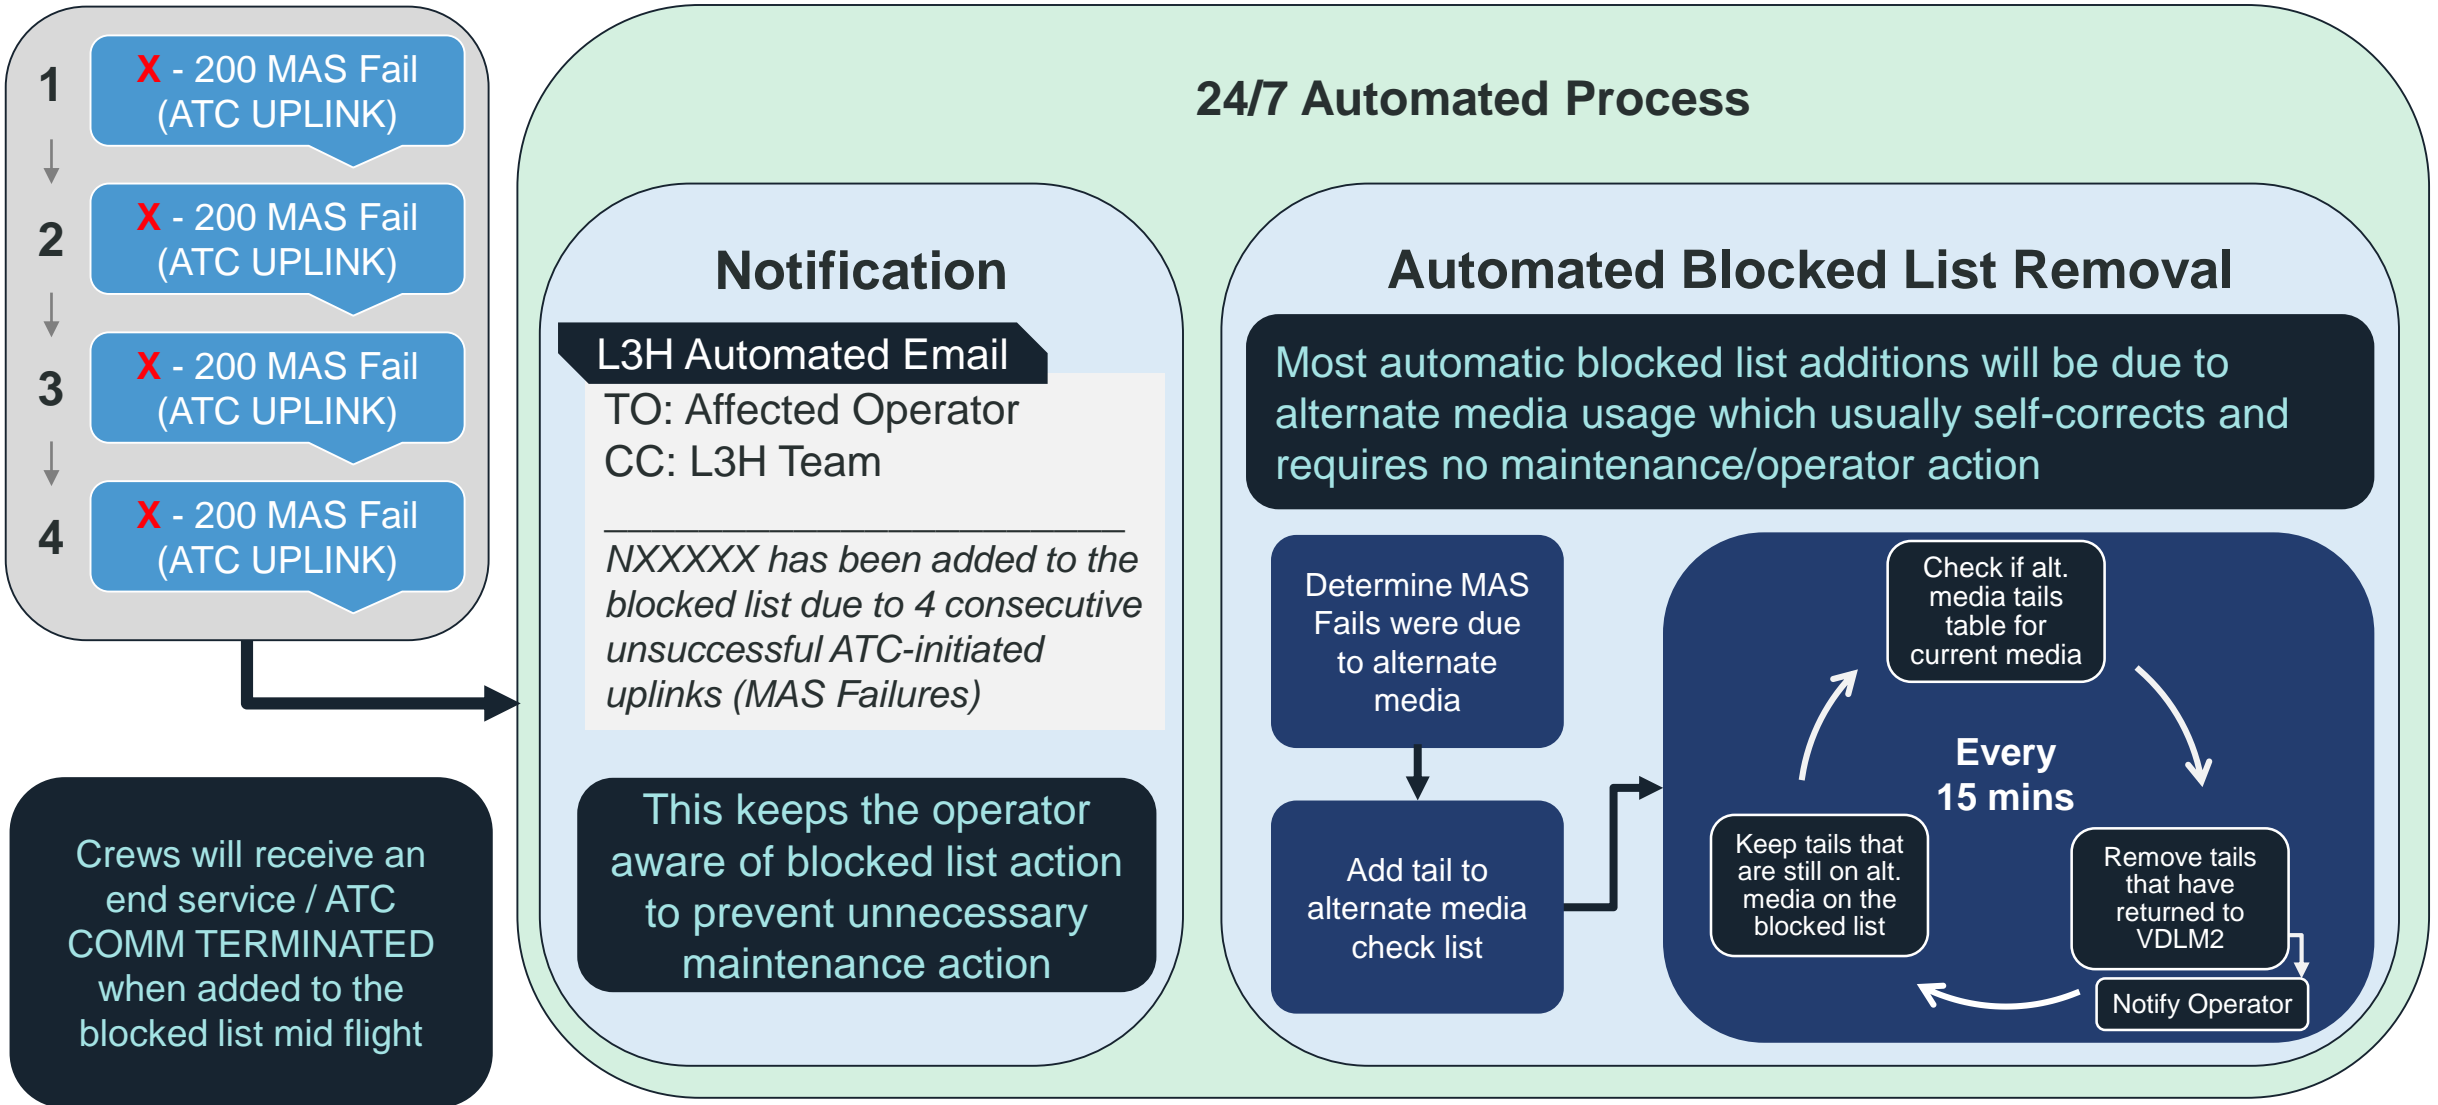 1
X - 200 MAS Fail
(ATC UPLINK)
2
X - 200 MAS Fail
(ATC UPLINK)
3
X - 200 MAS Fail
(ATC UPLINK)
4
X - 200 MAS Fail
(ATC UPLINK)
Crews will receive an
end service / ATC
COMM TERMINATED
when added to the
blocked list mid flight
24/7 Automated Process
Notification
L3H Automated Email
TO: Affected Operator
CC: L3H Team
NXXXXX has been added to the
blocked list due to 4 consecutive
unsuccessful ATC-initiated
uplinks (MAS Failures)
This keeps the operator
aware of blocked list action
to prevent unnecessary
maintenance action
Automated Blocked List Removal
Most automatic blocked list additions will be due to
alternate media usage which usually self-corrects and
requires no maintenance/operator action
Determine MAS
Fails were due
to alternate
media
Add tail to
alternate media
check list
Check if alt.
media tails
table for
current media
Every
15 mins
Remove tails
that have
returned to
VDLM2
Notify Operator
Keep tails that
are still on alt.
media on the
blocked list